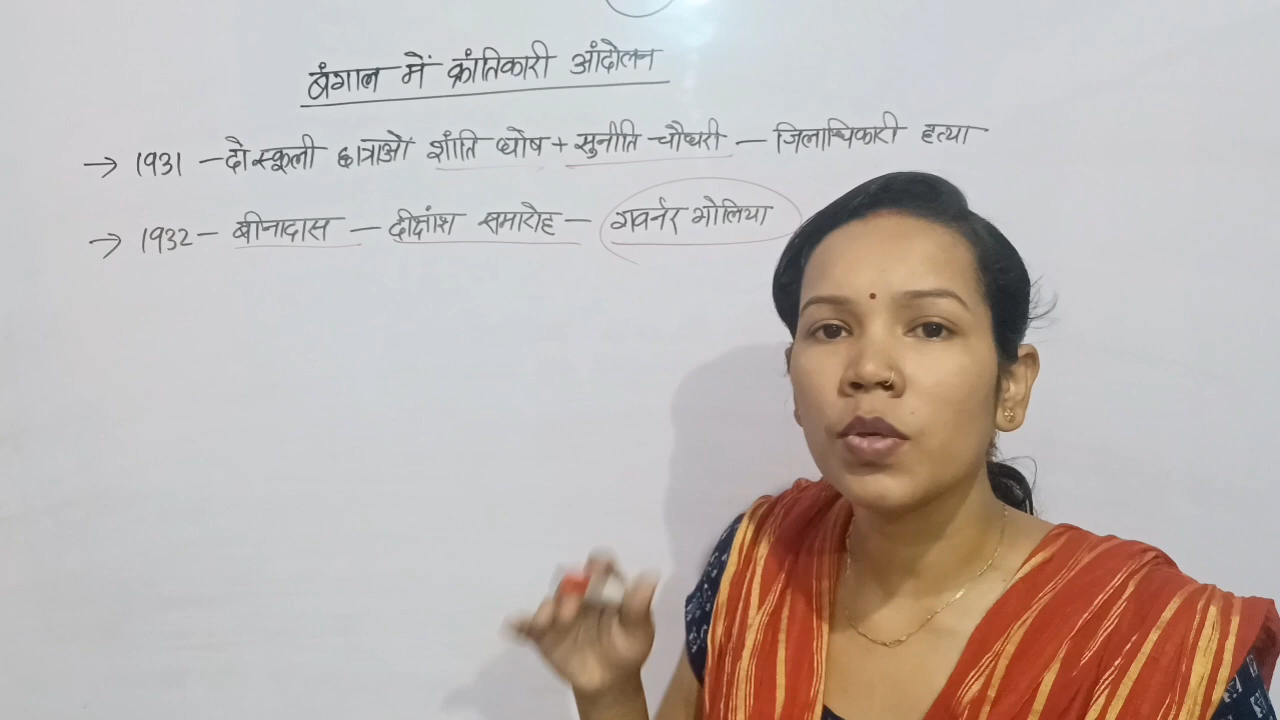 बंगाल में क्रांतिकारी आंदोलन
→ 1931 – दो स्कूली छात्राओं शांति घोष + सुनीति चौधरी – जिलाधिकारी हत्या
→ 1932 – बीनादास – दीक्षांश समारोह – गवर्नर गोलिया